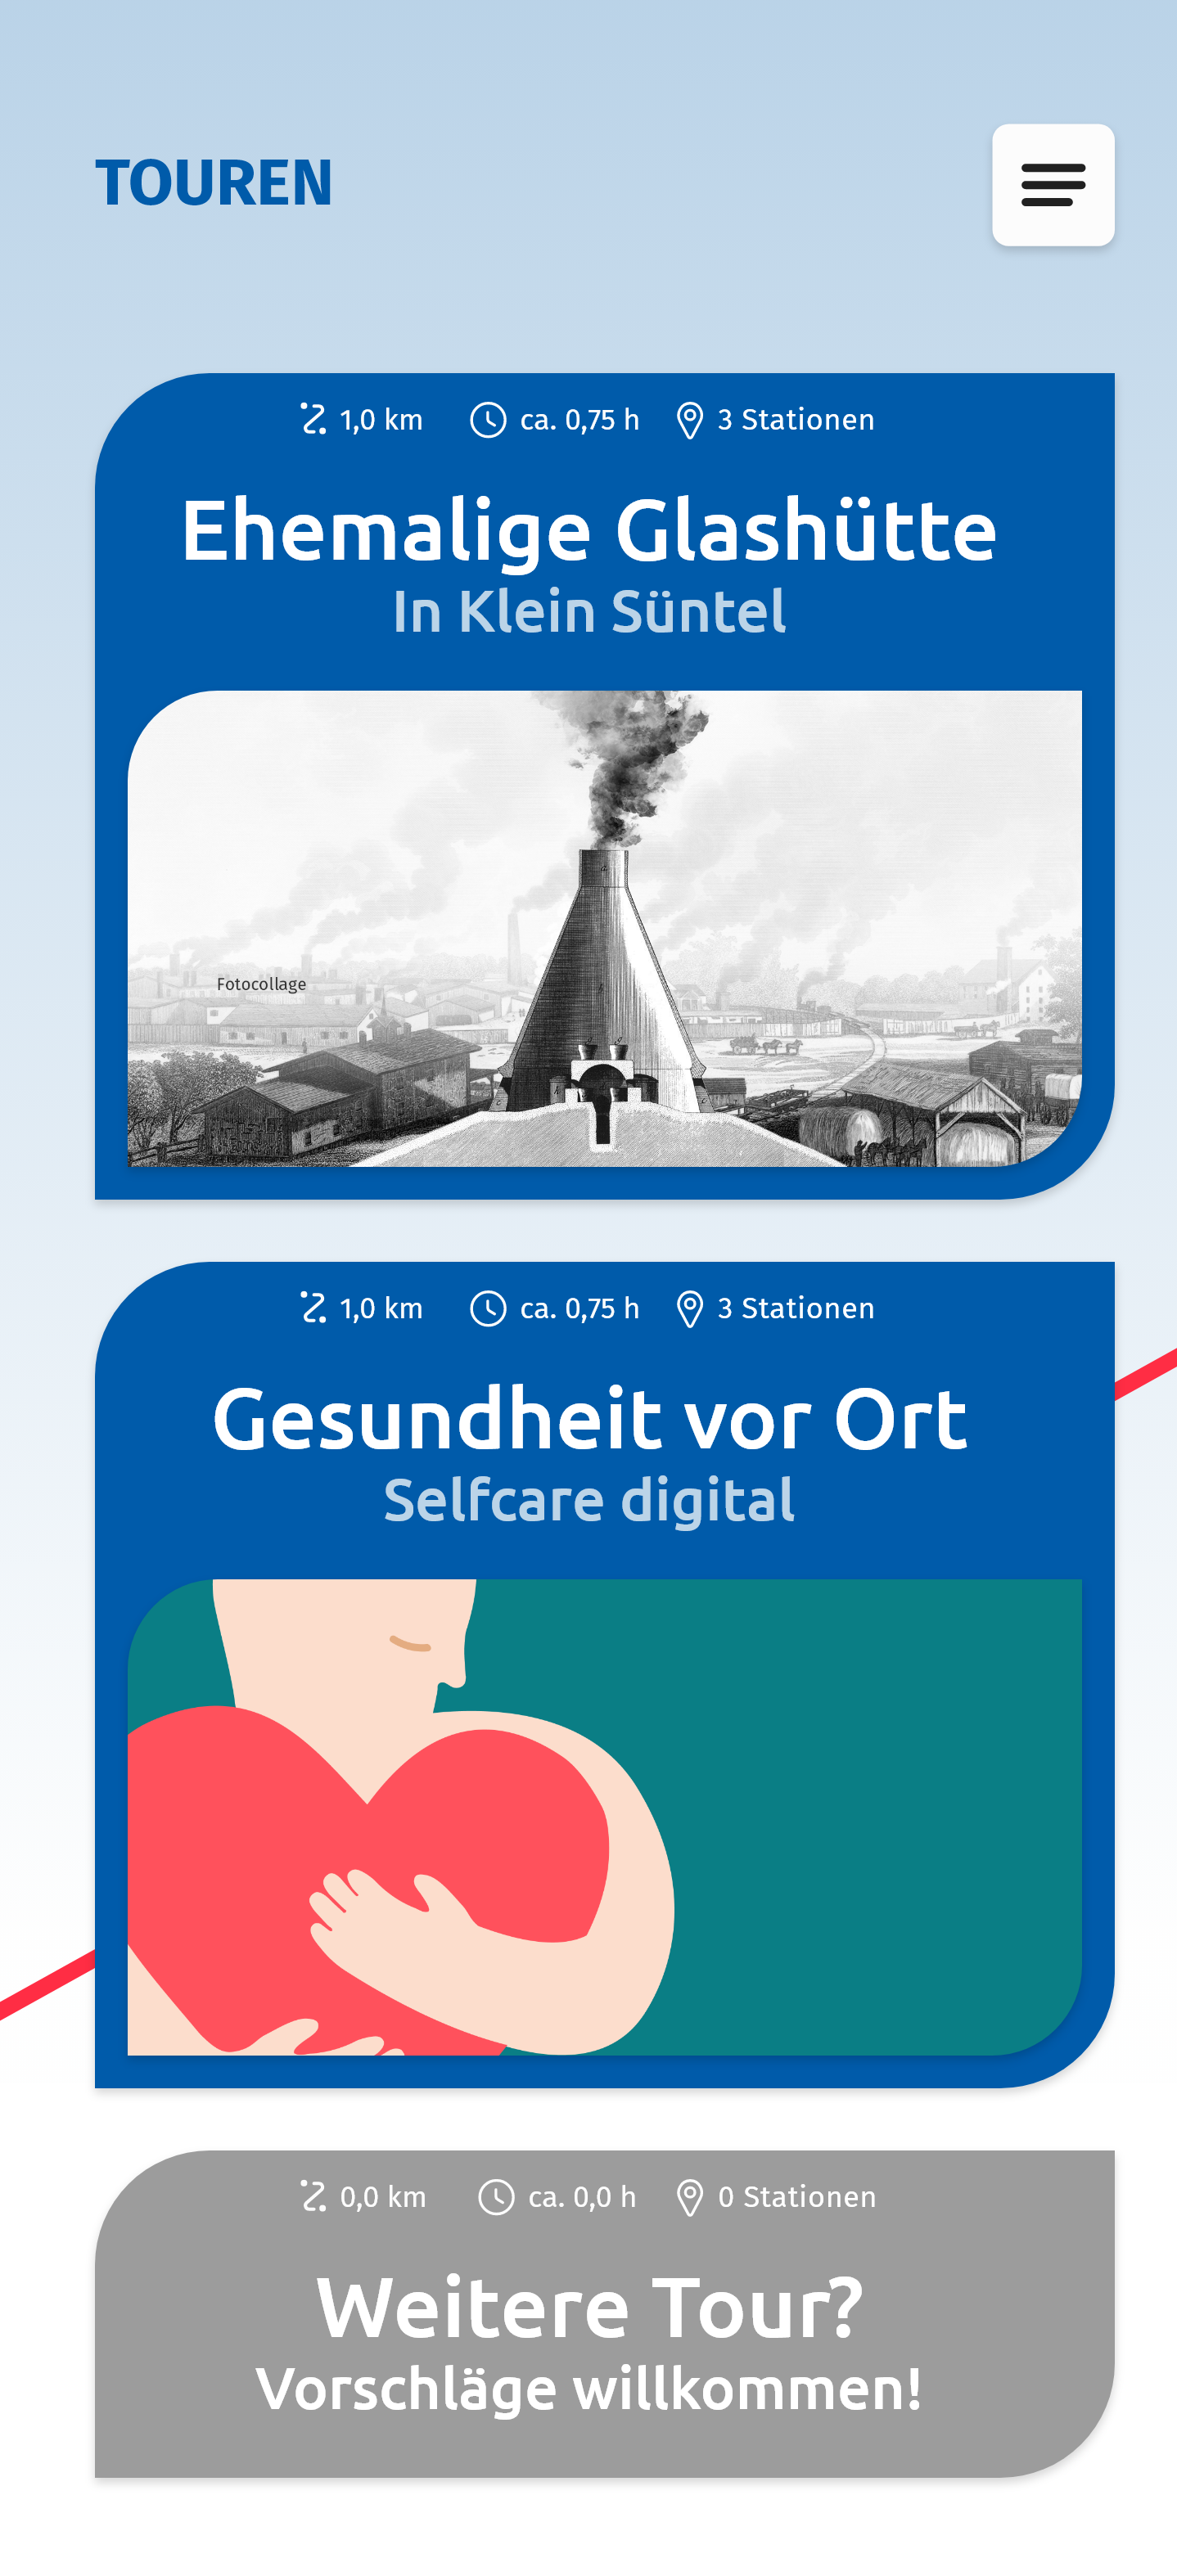 TOUREN
1,0 km ca. 0,75 h 3 Stationen
Ehemalige Glashütte
In Klein Süntel
Fotocollage
1,0 km ca. 0,75 h 3 Stationen
Gesundheit vor Ort
Selfcare digital
0,0 km ca. 0,0 h 0 Stationen
Weitere Tour?
Vorschläge willkommen!